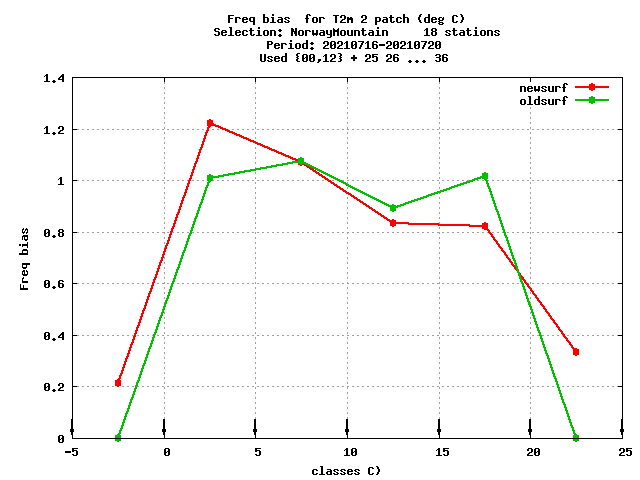 Freq bias  for T2m 2 patch (deg C)
Selection: NorwayMountain     18 stations
Period: 20210716-20210720
Used {00,12} + 25 26 ... 36
newsurf
oldsurf
1.4
1.2
1
0.8
0.6
0.4
0.2
0
Freq bias
-5 0 5 10 15 20 25
classes C)